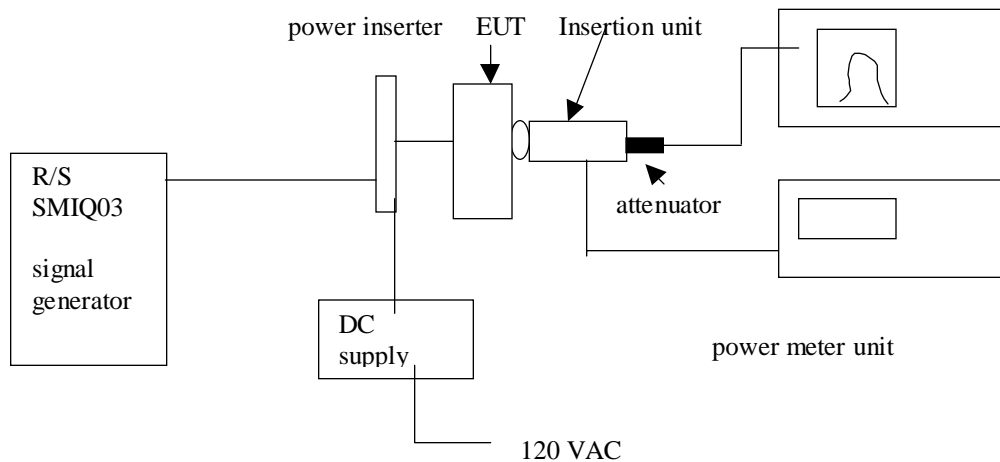 power inserter
EUT
Insertion unit
R/S
SMIQ03
signal
generator
attenuator
DC
supply
power meter unit
120 VAC